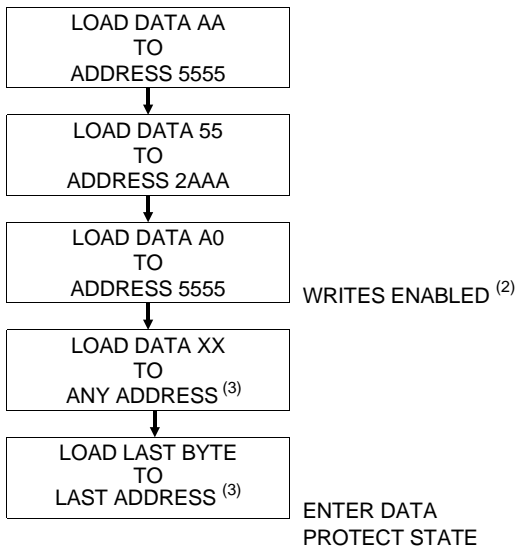 LOAD DATA AA
TO
ADDRESS 5555
LOAD DATA 55
TO
ADDRESS 2AAA
LOAD DATA A0
TO
ADDRESS 5555
WRITES ENABLED (2)
LOAD DATA XX
TO
ANY ADDRESS (3)
LOAD LAST BYTE
TO
LAST ADDRESS (3)
ENTER DATA
PROTECT STATE